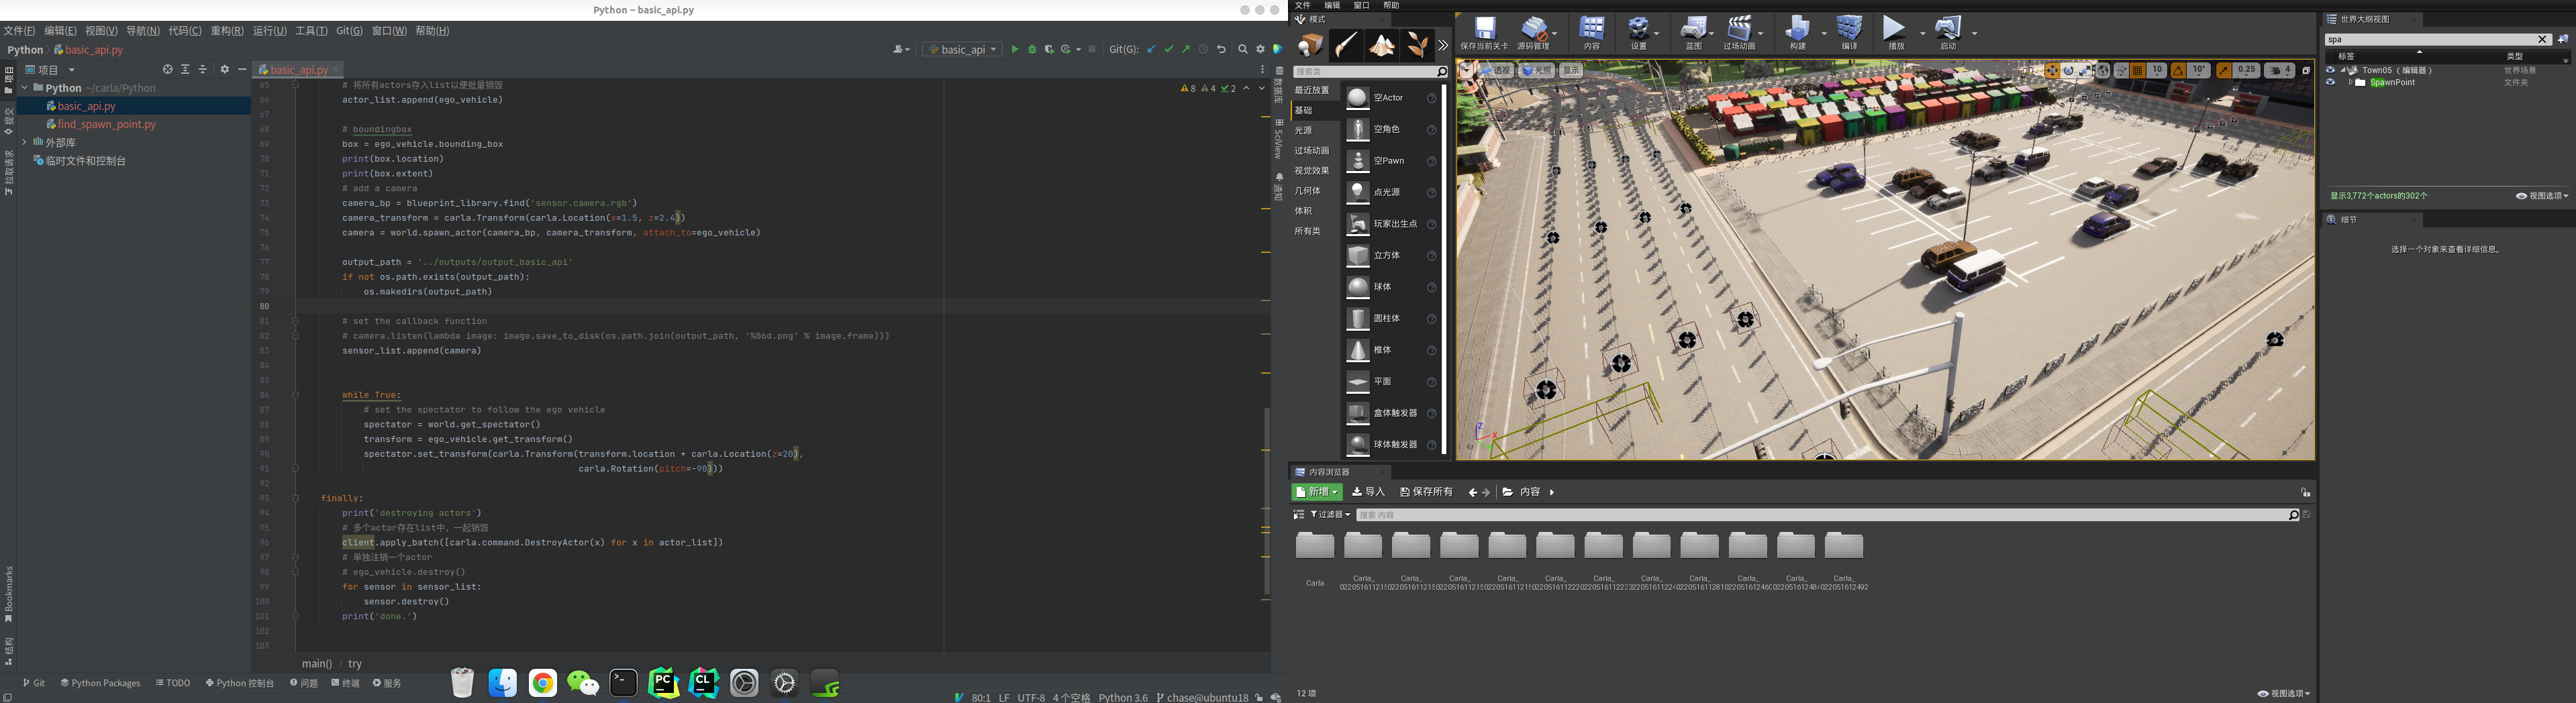 Python – basic_api.py
文件(F) 编辑(E) 视图(V) 导航(N) 代码(C) 重构(R) 运行(U) 工具(T) Git(G) 窗口(W) 帮助(H)
Python basic_api.py
basic_api
Git(G):
项目
basic_api.py
Python ~/carla/Python
basic_api.py
find_spawn_point.py
外部库
临时文件和控制台
项目
提交
拉取请求
Bookmarks
结构
8 4 2
65 # 将所有actors存入list以便批量销毁
66 actor_list.append(ego_vehicle)
67
68 # boundingbox
69 box = ego_vehicle.bounding_box
70 print(box.location)
71 print(box.extent)
72 # add a camera
73 camera_bp = blueprint_library.find('sensor.camera.rgb')
74 camera_transform = carla.Transform(carla.Location(x=1.5, z=2.4))
75 camera = world.spawn_actor(camera_bp, camera_transform, attach_to=ego_vehicle)
76
77 output_path = '../outputs/output_basic_api'
78 if not os.path.exists(output_path):
79 os.makedirs(output_path)
80
81 # set the callback function
82 # camera.listen(lambda image: image.save_to_disk(os.path.join(output_path, '%06d.png' % image.frame)))
83 sensor_list.append(camera)
84
85
86 while True:
87 # set the spectator to follow the ego vehicle
88 spectator = world.get_spectator()
89 transform = ego_vehicle.get_transform()
90 spectator.set_transform(carla.Transform(transform.location + carla.Location(z=20),
91 carla.Rotation(pitch=-90)))
92
93 finally:
94 print('destroying actors')
95 # 多个actor存在list中，一起销毁
96 client.apply_batch([carla.command.DestroyActor(x) for x in actor_list])
97 # 单独注销一个actor
98 # ego_vehicle.destroy()
99 for sensor in sensor_list:
100 sensor.destroy()
101 print('done.')
102
103
main() › try
数据库
SciView
通知
Git Python Packages TODO Python 控制台 问题 终端 服务
PC
CL
80:1 LF UTF-8 4 个空格 Python 3.6 chase@ubuntu18
文件 编辑 窗口 帮助
模式
搜索类
最近放置
基础
光源
过场动画
视觉效果
几何体
体积
所有类
空Actor
空角色
空Pawn
点光源
玩家出生点
立方体
球体
圆柱体
椎体
平面
盒体触发器
球体触发器
保存当前关卡 源码管理 内容 设置 蓝图 过场动画 构建 编译 播放 启动
透视 光照 显示
10 10° 0.25 4
Z
X
内容浏览器
新增 导入 保存所有 内容
过滤器 搜索 内容
Carla
12 项
视图选项
世界大纲视图
spa
标签 类型
Town05（编辑器） 世界场景
SpawnPoint 文件夹
显示3,772个actors的302个 视图选项
细节
选择一个对象来查看详细信息。